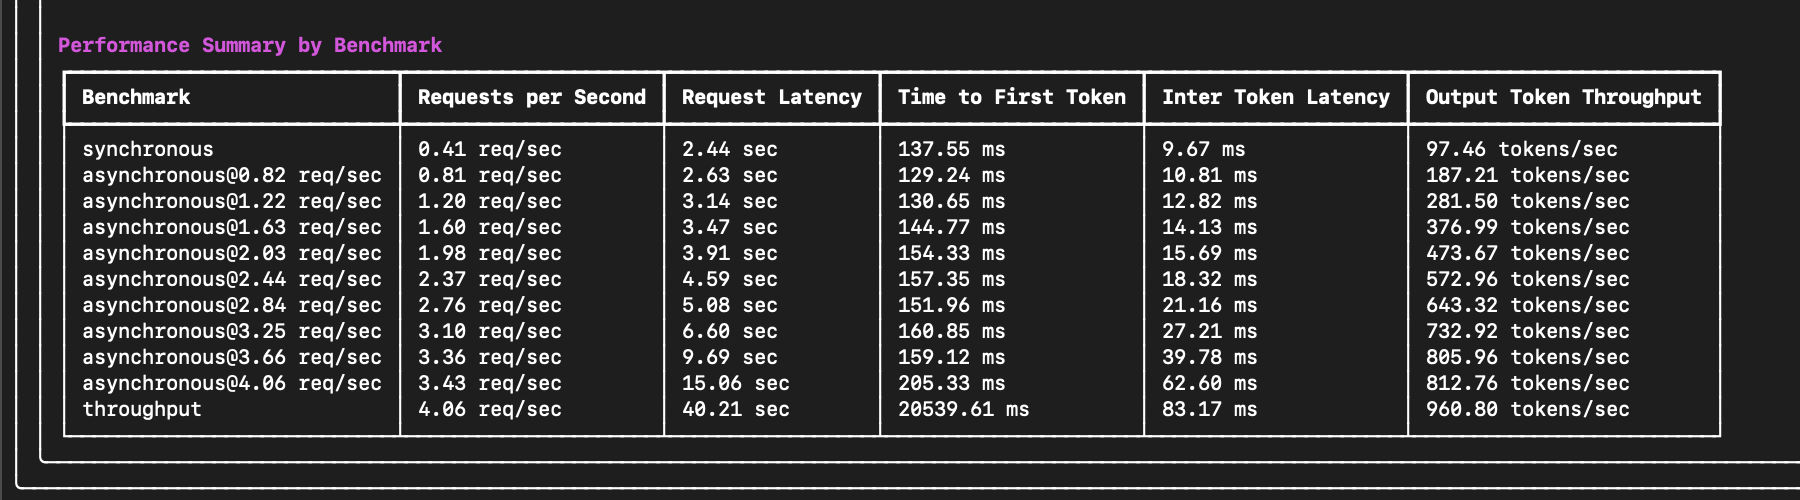 Performance Summary by Benchmark
Benchmark Requests per Second Request Latency Time to First Token Inter Token Latency Output Token Throughput
synchronous 0.41 req/sec 2.44 sec 137.55 ms 9.67 ms 97.46 tokens/sec
asynchronous@0.82 req/sec 0.81 req/sec 2.63 sec 129.24 ms 10.81 ms 187.21 tokens/sec
asynchronous@1.22 req/sec 1.20 req/sec 3.14 sec 130.65 ms 12.82 ms 281.50 tokens/sec
asynchronous@1.63 req/sec 1.60 req/sec 3.47 sec 144.77 ms 14.13 ms 376.99 tokens/sec
asynchronous@2.03 req/sec 1.98 req/sec 3.91 sec 154.33 ms 15.69 ms 473.67 tokens/sec
asynchronous@2.44 req/sec 2.37 req/sec 4.59 sec 157.35 ms 18.32 ms 572.96 tokens/sec
asynchronous@2.84 req/sec 2.76 req/sec 5.08 sec 151.96 ms 21.16 ms 643.32 tokens/sec
asynchronous@3.25 req/sec 3.10 req/sec 6.60 sec 160.85 ms 27.21 ms 732.92 tokens/sec
asynchronous@3.66 req/sec 3.36 req/sec 9.69 sec 159.12 ms 39.78 ms 805.96 tokens/sec
asynchronous@4.06 req/sec 3.43 req/sec 15.06 sec 205.33 ms 62.60 ms 812.76 tokens/sec
throughput 4.06 req/sec 40.21 sec 20539.61 ms 83.17 ms 960.80 tokens/sec